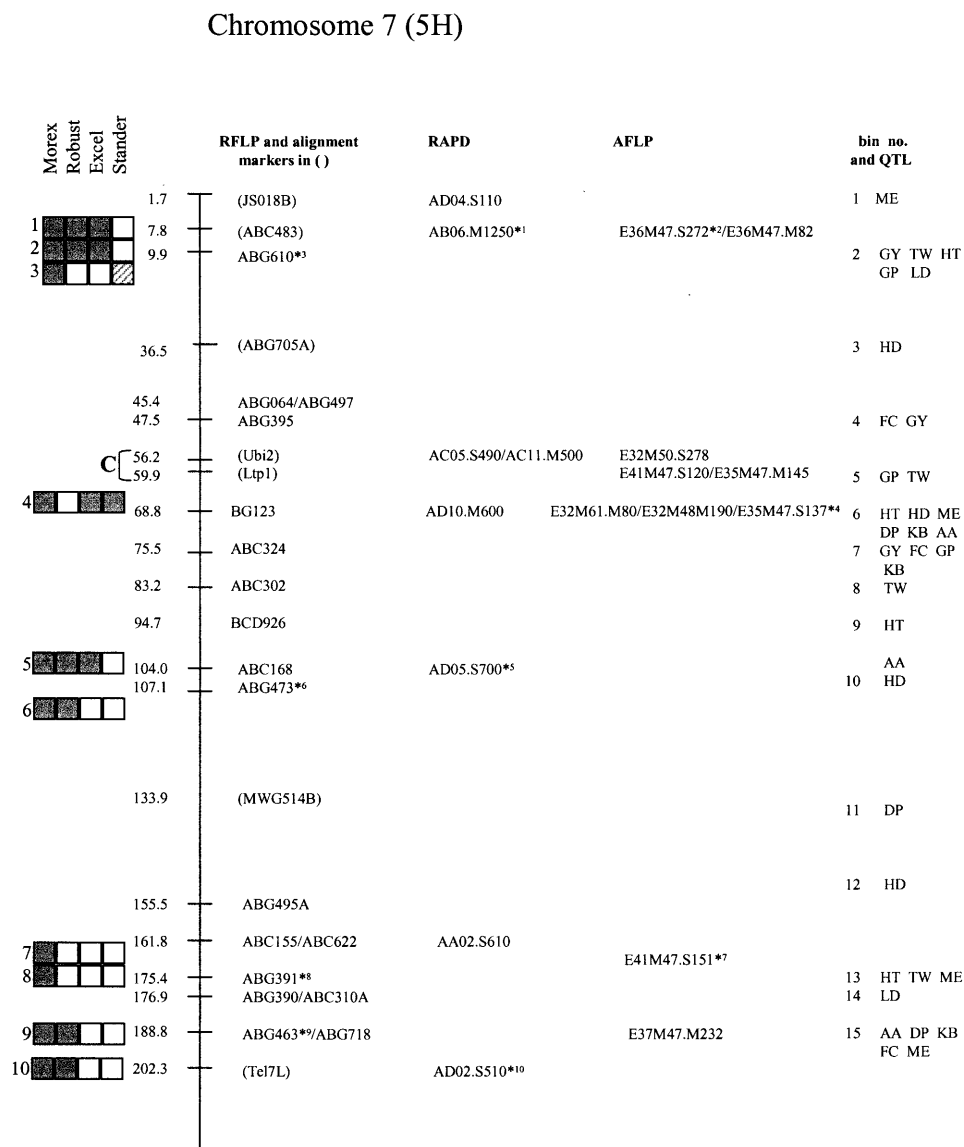 Chromosome 7 (5H)
Morex
Robust
Excel
Stander
RFLP and alignment markers in ( )
RAPD
AFLP
bin no. and QTL
1.7 (JS018B) AD04.S110 1 ME
1 7.8 (ABC483) AB06.M1250*1 E36M47.S272*2/E36M47.M82
2 9.9 ABG610*3 2 GY TW HT
3 GP LD
36.5 (ABG705A) 3 HD
45.4 ABG064/ABG497
47.5 ABG395 4 FC GY
C 56.2 (Ubi2) AC05.S490/AC11.M500 E32M50.S278
59.9 (Ltp1) E41M47.S120/E35M47.M145 5 GP TW
4 68.8 BG123 AD10.M600 E32M61.M80/E32M48M190/E35M47.S137*4 6 HT HD ME
DP KB AA
75.5 ABC324 7 GY FC GP
KB
83.2 ABC302 8 TW
94.7 BCD926 9 HT
5 104.0 ABC168 AD05.S700*5 AA
107.1 ABG473*6 10 HD
6
133.9 (MWG514B)
11 DP
12 HD
155.5 ABG495A
161.8 ABC155/ABC622 AA02.S610
7 E41M47.S151*7
8 175.4 ABG391*8 13 HT TW ME
176.9 ABG390/ABC310A 14 LD
9 188.8 ABG463*9/ABG718 E37M47.M232 15 AA DP KB
FC ME
10 202.3 (Tel7L) AD02.S510*10